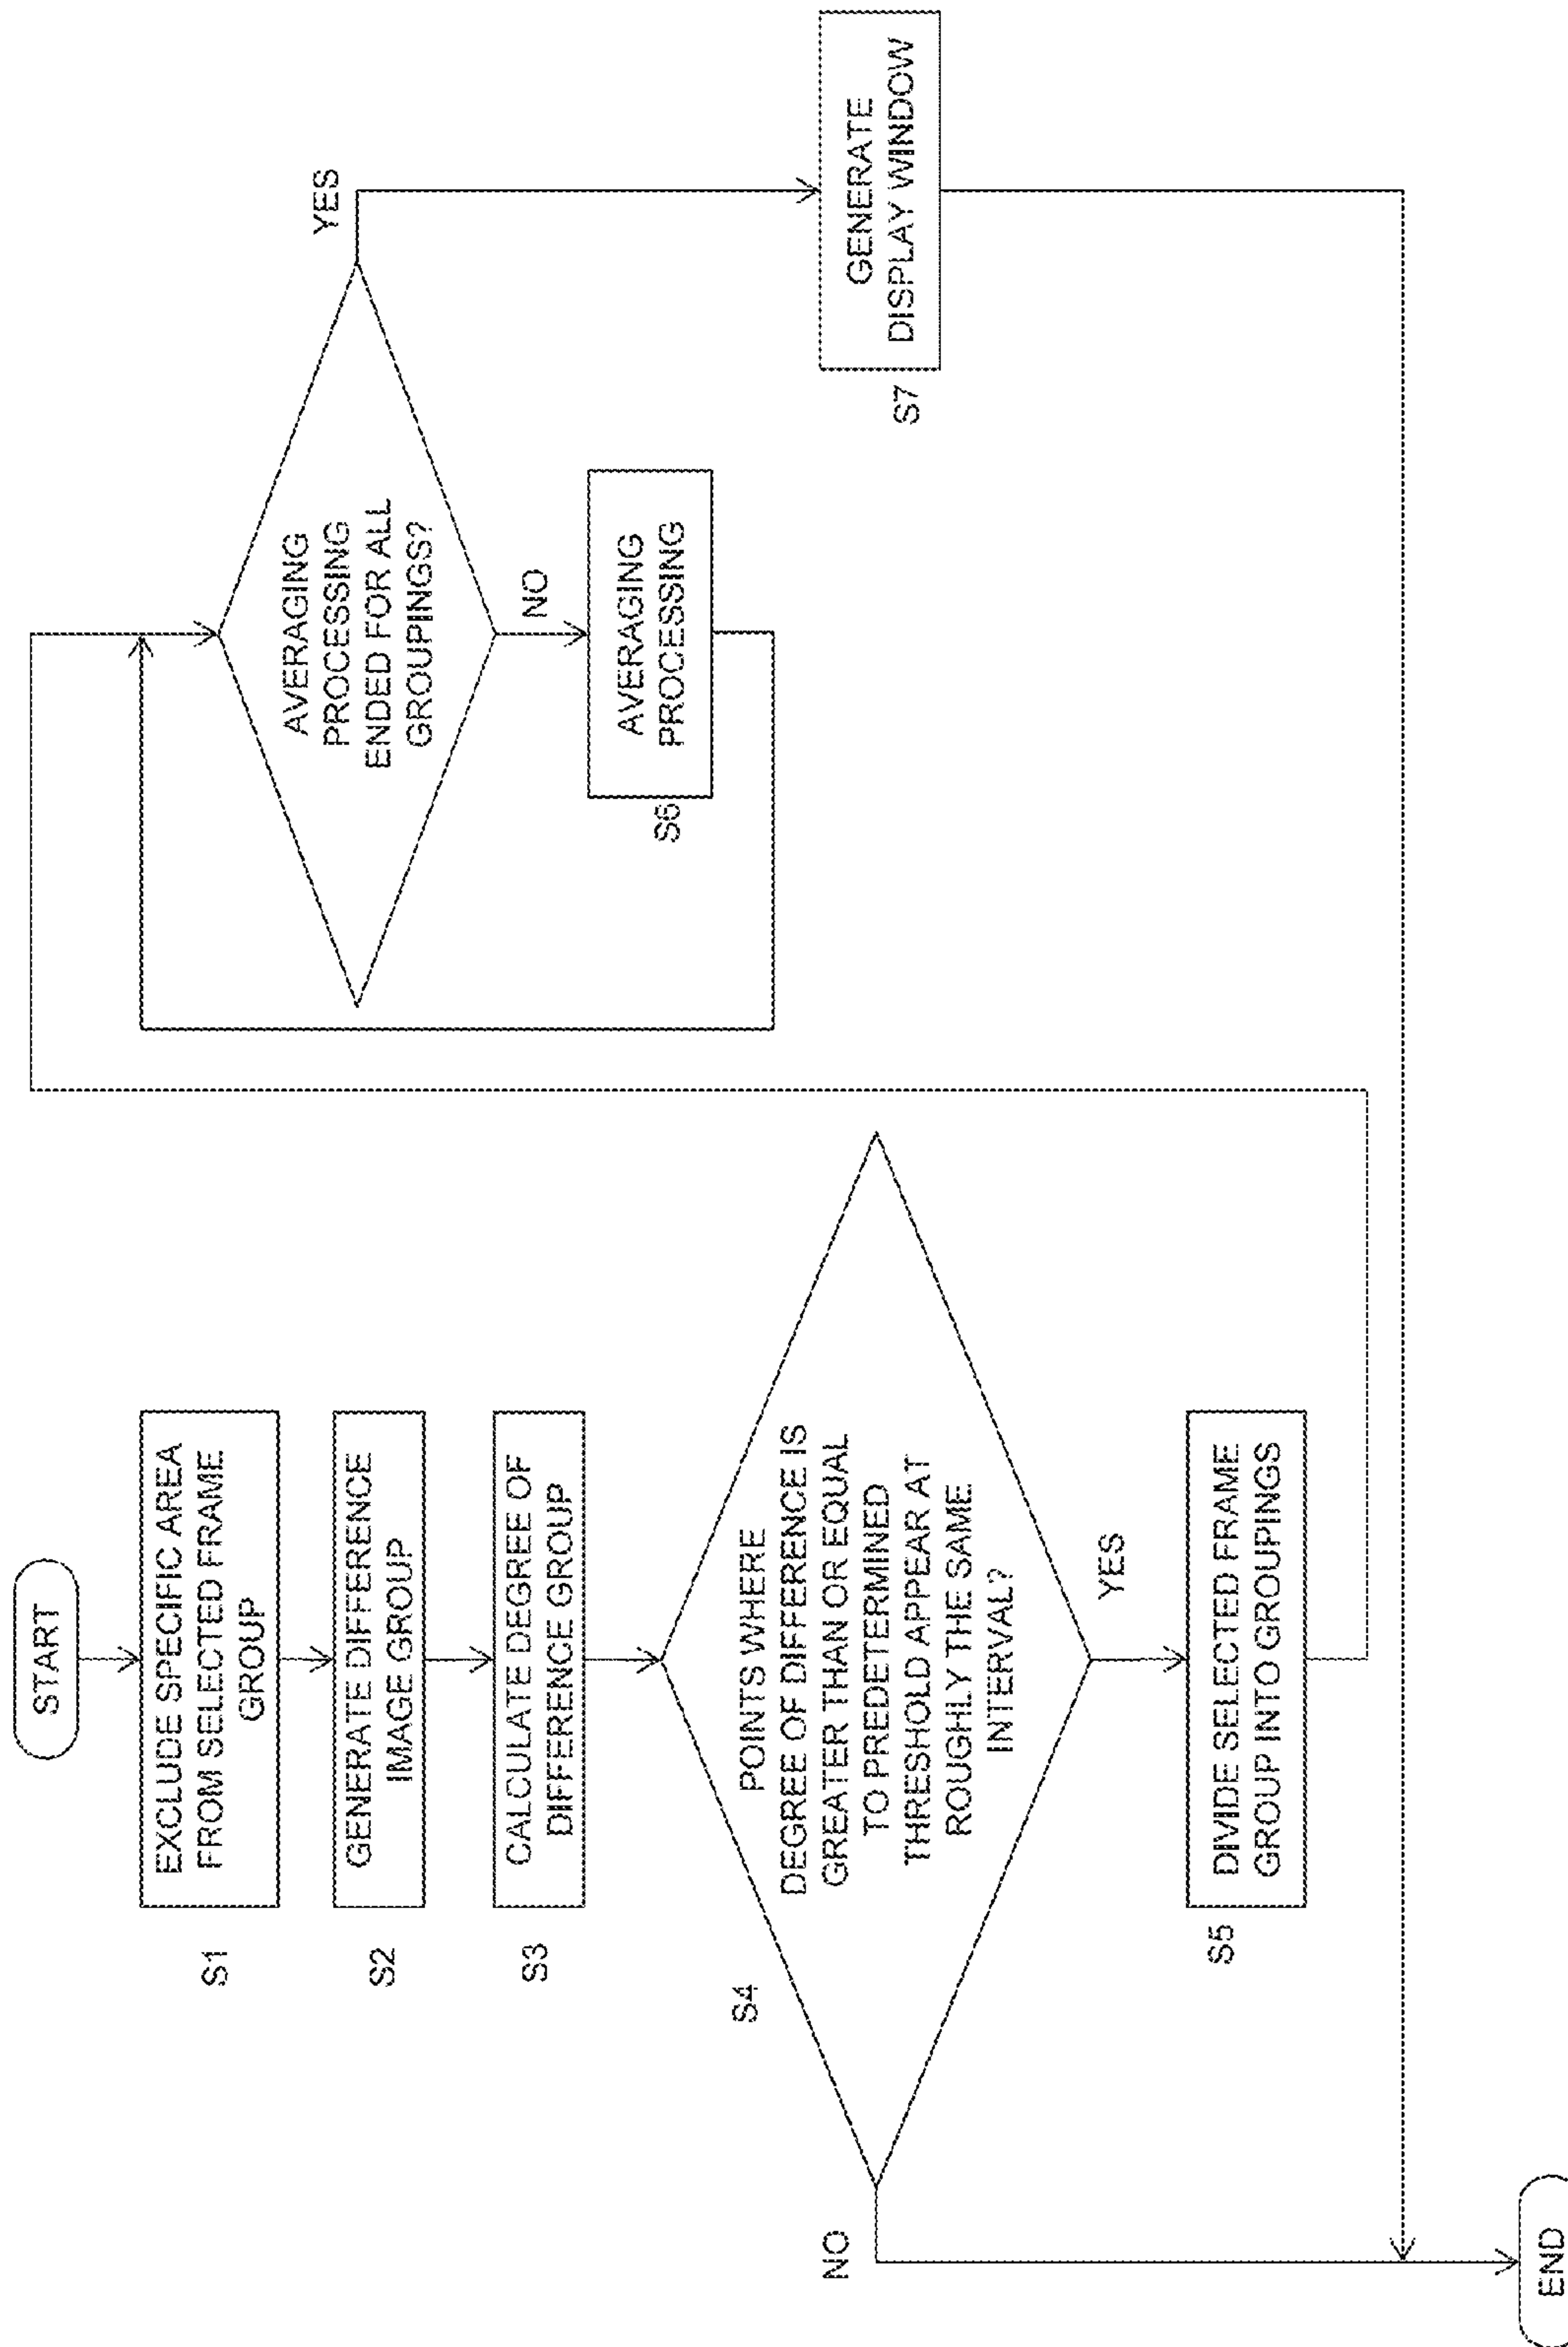 START
EXCLUDE SPECIFIC AREA
FROM SELECTED FRAME
GROUP
S1
GENERATE DIFFERENCE
IMAGE GROUP
S2
CALCULATE DEGREE OF
DIFFERENCE GROUP
S3
POINTS WHERE
DEGREE OF DIFFERENCE IS
GREATER THAN OR EQUAL
TO PREDETERMINED
THRESHOLD APPEAR AT
ROUGHLY THE SAME
INTERVAL?
S4
NO
YES
DIVIDE SELECTED FRAME
GROUP INTO GROUPINGS
S5
AVERAGING
PROCESSING
ENDED FOR ALL
GROUPINGS?
YES
NO
AVERAGING
PROCESSING
S6
GENERATE
DISPLAY WINDOW
S7
END